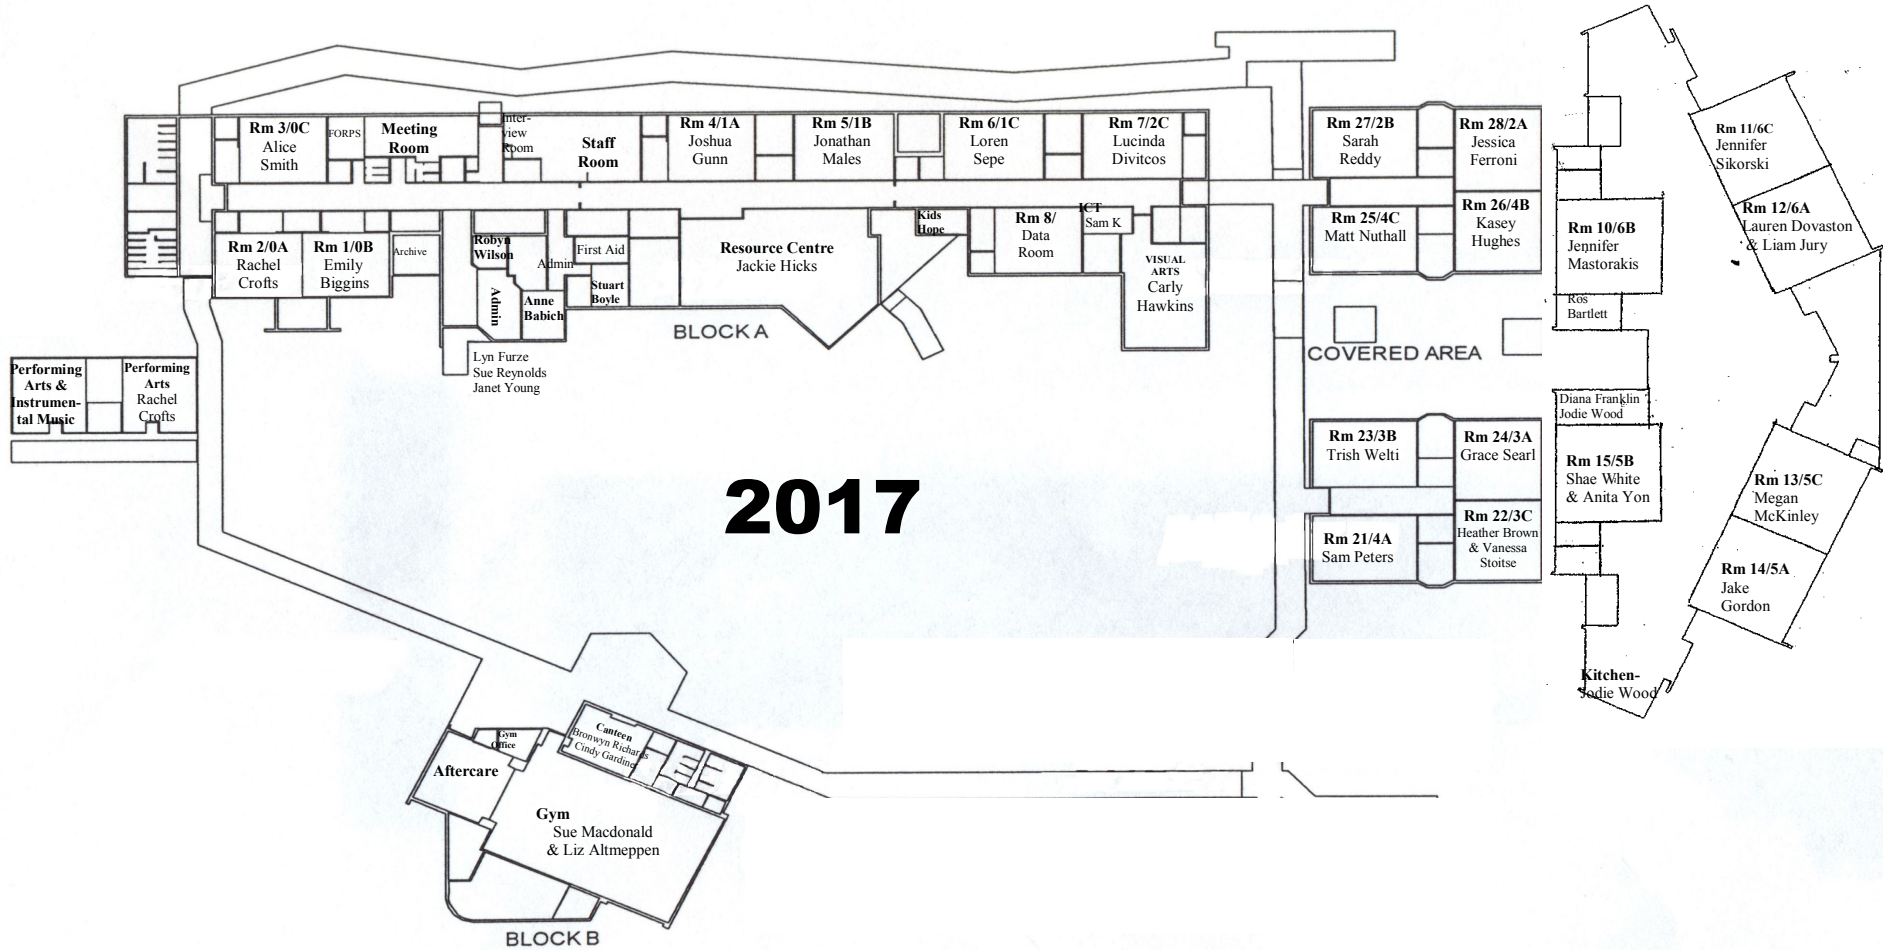 Rm 3/0C
Alice
Smith
FORPS
Meeting
Room
Inter-
view
Room
Staff
Room
Rm 4/1A
Joshua
Gunn
Rm 5/1B
Jonathan
Males
Rm 6/1C
Loren
Sepe
Rm 7/2C
Lucinda
Divitcos
Rm 27/2B
Sarah
Reddy
Rm 28/2A
Jessica
Ferroni
Rm 11/6C
Jennifer
Sikorski
Rm 12/6A
Lauren Dovaston
& Liam Jury
Rm 10/6B
Jennifer
Mastorakis
Ros
Bartlett
Rm 26/4B
Kasey
Hughes
Rm 25/4C
Matt Nuthall
Rm 2/0A
Rachel
Crofts
Rm 1/0B
Emily
Biggins
Archive
Robyn
Wilson
Admin
Admin
Anne
Babich
First Aid
Stuart
Boyle
Resource Centre
Jackie Hicks
Kids
Hope
Rm 8/
Data
Room
ICT
Sam K
VISUAL
ARTS
Carly
Hawkins
BLOCK A
COVERED AREA
Lyn Furze
Sue Reynolds
Janet Young
Performing
Arts &
Instrumen-
tal Music
Performing
Arts
Rachel
Crofts
Diana Franklin
Jodie Wood
Rm 23/3B
Trish Welti
Rm 24/3A
Grace Searl
Rm 15/5B
Shae White
& Anita Yon
Rm 13/5C
Megan
McKinley
2017
Rm 21/4A
Sam Peters
Rm 22/3C
Heather Brown
& Vanessa
Stoitse
Rm 14/5A
Jake
Gordon
Kitchen-
Jodie Wood
Gym
Office
Canteen
Bronwyn Richards
Cindy Gardiner
Aftercare
Gym
Sue Macdonald
& Liz Altmeppen
BLOCK B